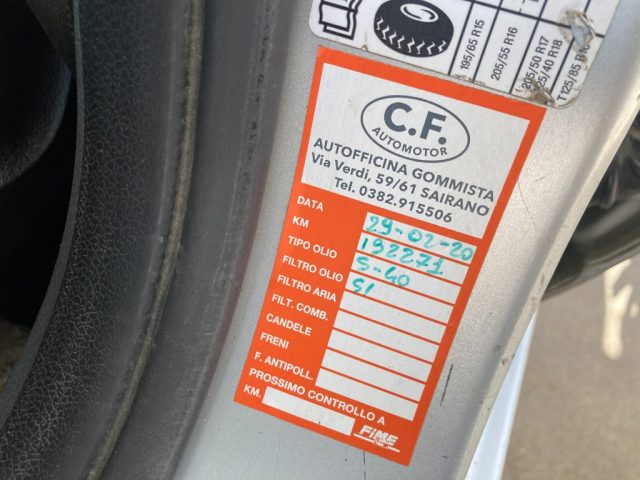 195/65 R15
205/55 R16
205/50 R17
C.F.
AUTOMOTOR
AUTOFFICINA GOMMISTA
Via Verdi, 59/61 SAIRANO
Tel. 0382.915506
DATA 29-02-20
KM 192271
TIPO OLIO 5-40
FILTRO OLIO SI
FILTRO ARIA
FILT. COMB.
CANDELE
FRENI
F. ANTIPOLL.
PROSSIMO CONTROLLO A
KM.
FIME